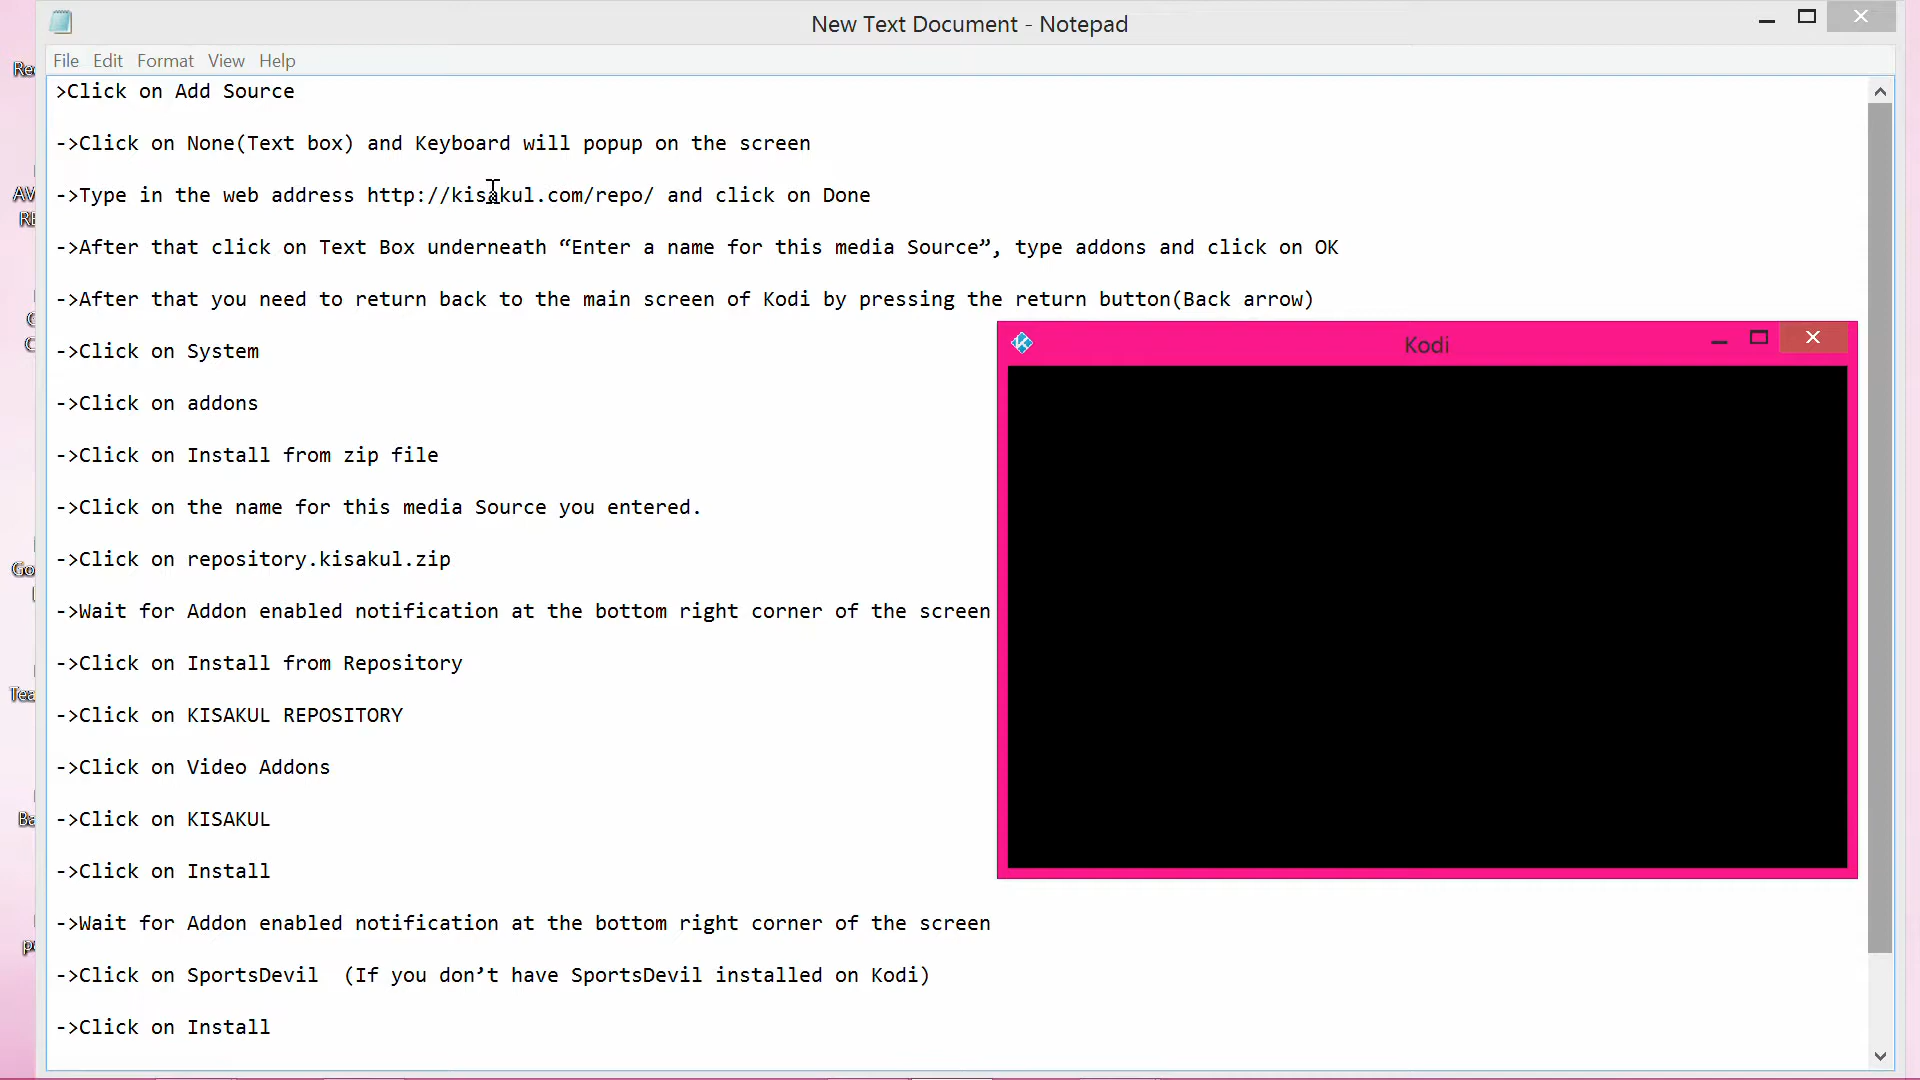 New Text Document - Notepad
File Edit Format View Help
>Click on Add Source
->Click on None(Text box) and Keyboard will popup on the screen
->Type in the web address http://kisakul.com/repo/ and click on Done
->After that click on Text Box underneath “Enter a name for this media Source”, type addons and click on OK
->After that you need to return back to the main screen of Kodi by pressing the return button(Back arrow)
Kodi
->Click on System
->Click on addons
->Click on Install from zip file
->Click on the name for this media Source you entered.
->Click on repository.kisakul.zip
->Wait for Addon enabled notification at the bottom right corner of the screen
->Click on Install from Repository
->Click on KISAKUL REPOSITORY
->Click on Video Addons
->Click on KISAKUL
->Click on Install
->Wait for Addon enabled notification at the bottom right corner of the screen
->Click on SportsDevil  (If you don’t have SportsDevil installed on Kodi)
->Click on Install